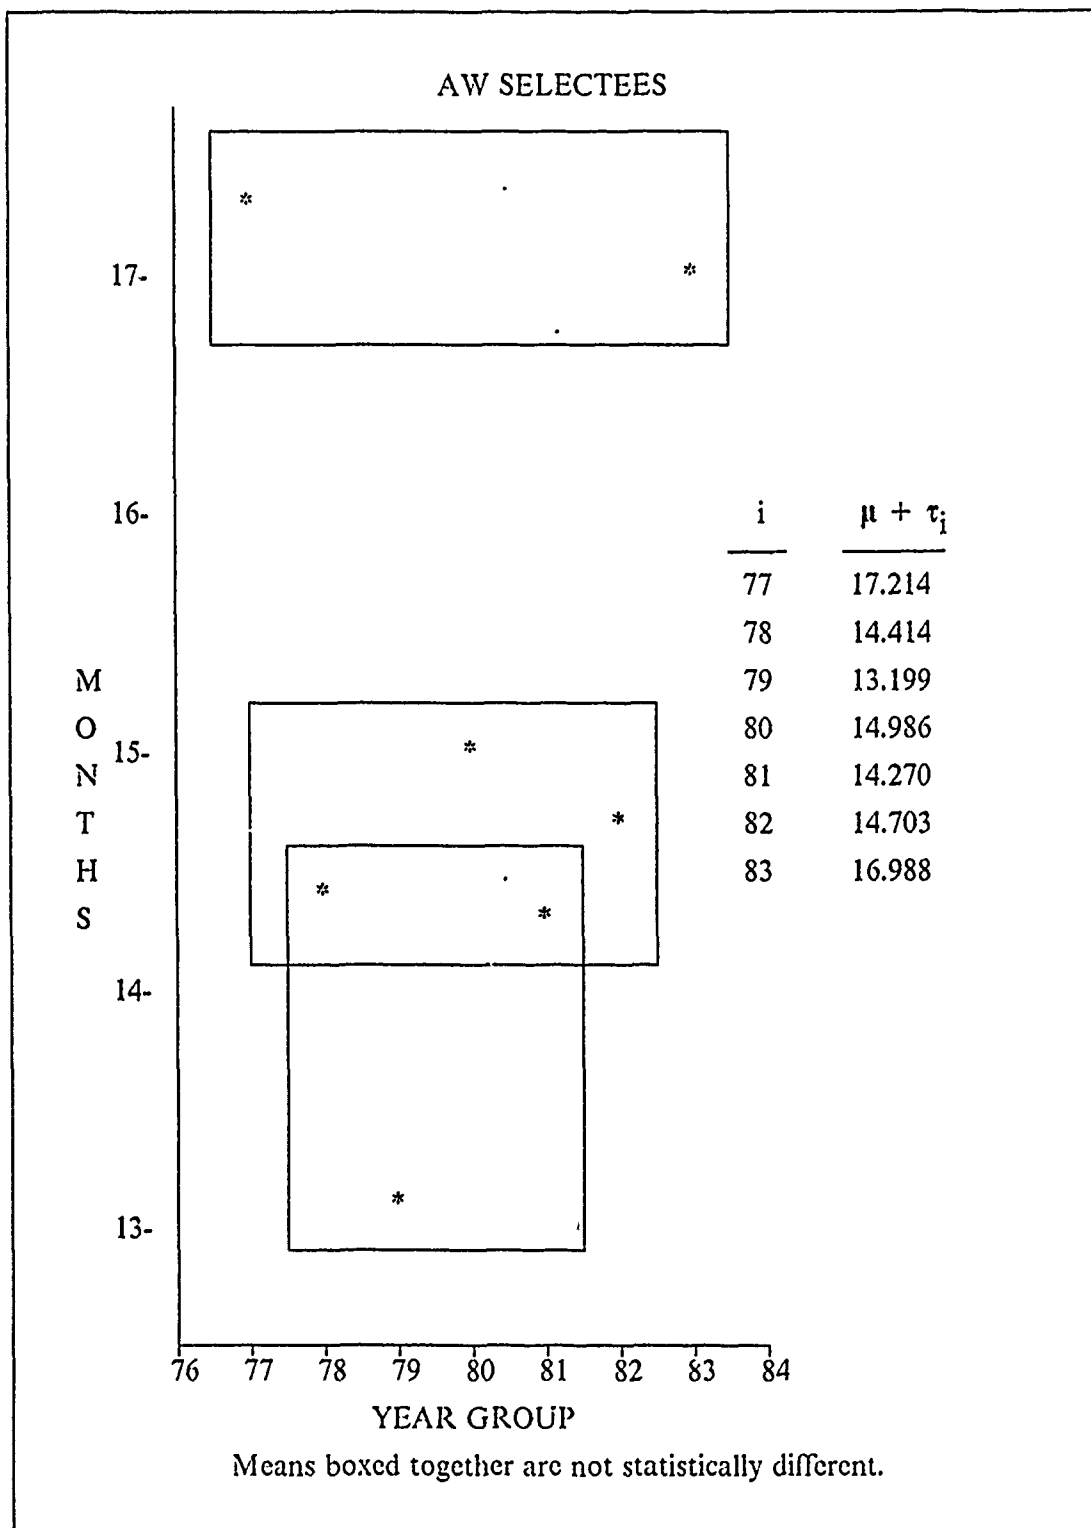 AW SELECTEES
17-
16-
15-
14-
13-
MONTHS
i μ + τi
77 17.214
78 14.414
79 13.199
80 14.986
81 14.270
82 14.703
83 16.988
76 77 78 79 80 81 82 83 84
YEAR GROUP
Means boxed together are not statistically different.